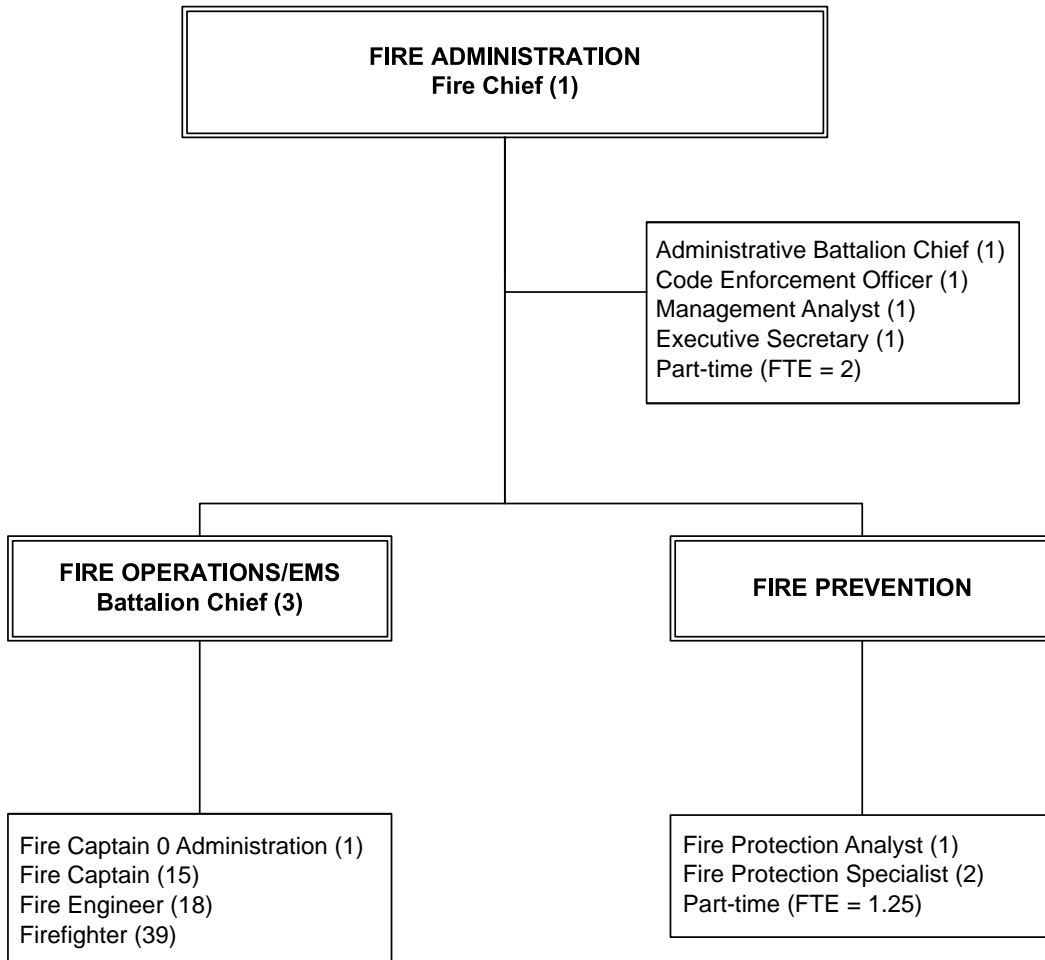 FIRE ADMINISTRATION
Fire Chief (1)
Administrative Battalion Chief (1)
Code Enforcement Officer (1)
Management Analyst (1)
Executive Secretary (1)
Part-time (FTE = 2)
FIRE OPERATIONS/EMS
Battalion Chief (3)
FIRE PREVENTION
Fire Captain 0 Administration (1)
Fire Captain (15)
Fire Engineer (18)
Firefighter (39)
Fire Protection Analyst (1)
Fire Protection Specialist (2)
Part-time (FTE = 1.25)